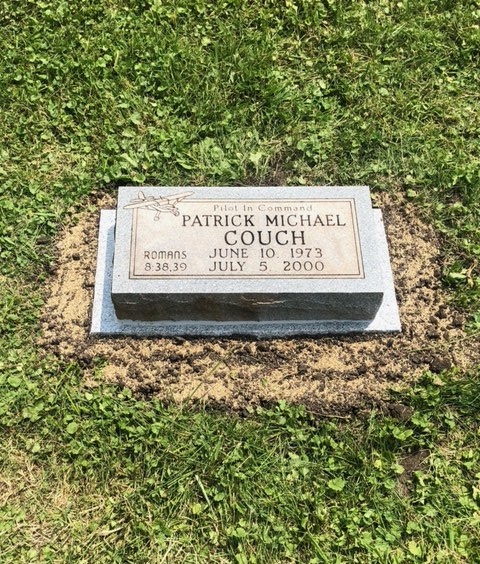 Pilot In Command
PATRICK MICHAEL
COUCH
ROMANS JUNE 10, 1973
8:38,39 JULY 5, 2000